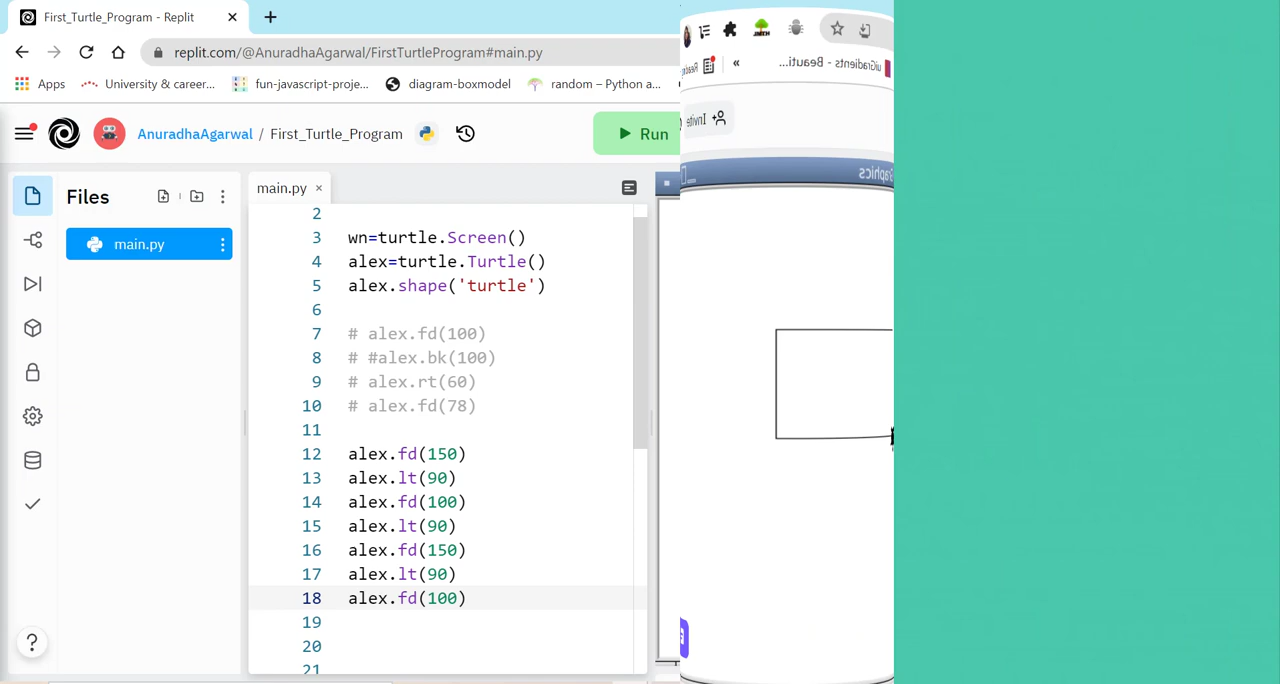 First_Turtle_Program - Replit
replit.com/@AnuradhaAgarwal/FirstTurtleProgram#main.py
Apps University & career... fun-javascript-proje... diagram-boxmodel random – Python a...
uiGradients - Beauti...
AnuradhaAgarwal / First_Turtle_Program Run
Invite
Files
main.py
main.py
2
3 wn=turtle.Screen()
4 alex=turtle.Turtle()
5 alex.shape('turtle')
6
7 # alex.fd(100)
8 # #alex.bk(100)
9 # alex.rt(60)
10 # alex.fd(78)
11
12 alex.fd(150)
13 alex.lt(90)
14 alex.fd(100)
15 alex.lt(90)
16 alex.fd(150)
17 alex.lt(90)
18 alex.fd(100)
19
20
21
?